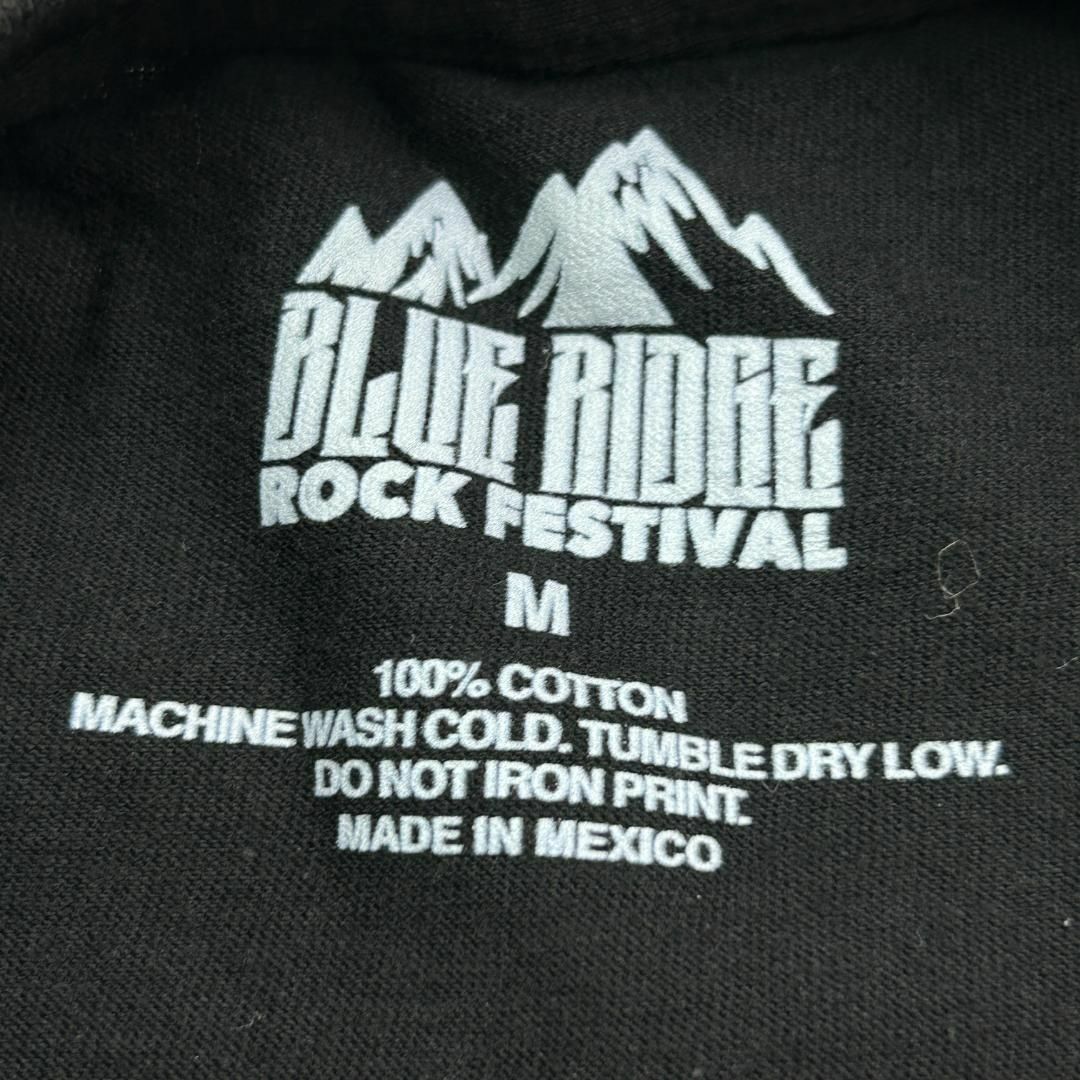 BLUE RIDGE
ROCK FESTIVAL
M
100% COTTON
MACHINE WASH COLD. TUMBLE DRY LOW.
DO NOT IRON PRINT.
MADE IN MEXICO